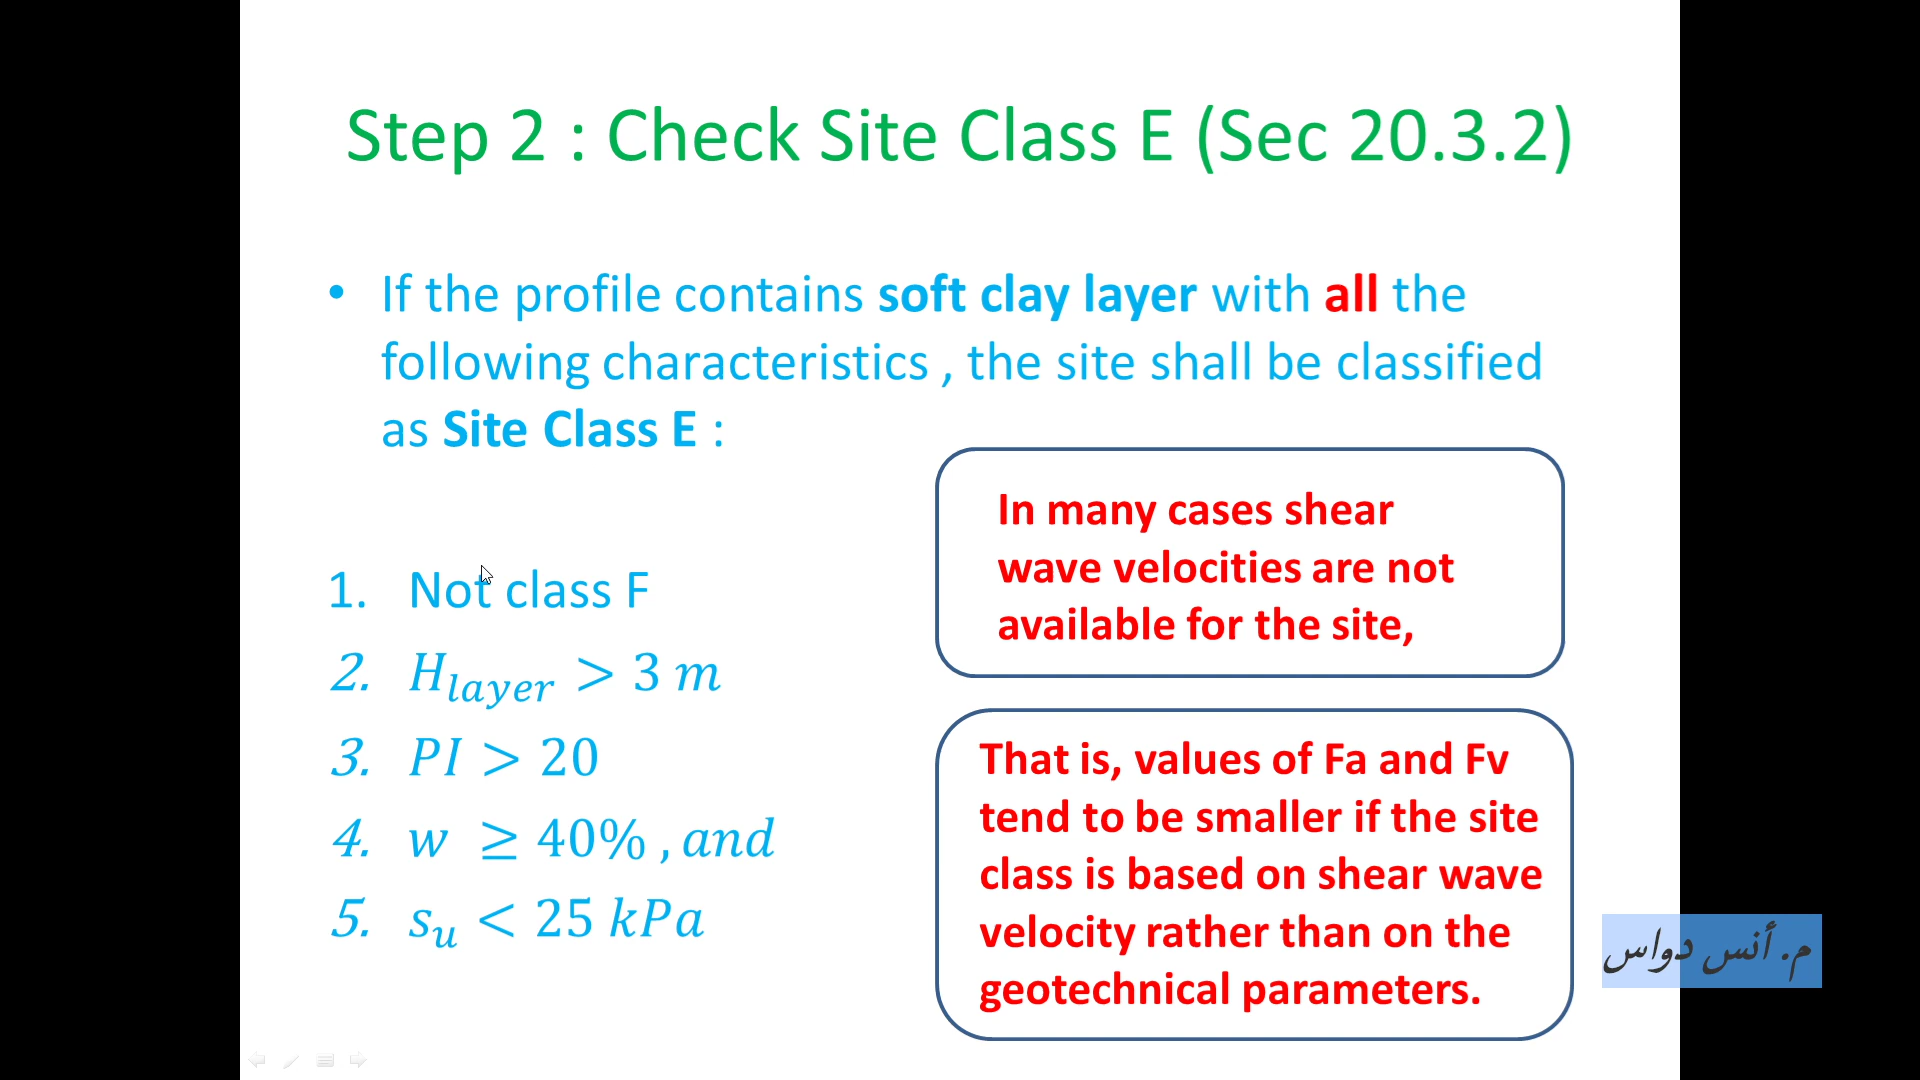 Step 2 : Check Site Class E (Sec 20.3.2)
• If the profile contains soft clay layer with all the
following characteristics , the site shall be classified
as Site Class E :
1. Not class F
2. H_layer > 3 m
3. PI > 20
4. w ≥ 40% , and
5. s_u < 25 kPa
In many cases shear
wave velocities are not
available for the site,
That is, values of Fa and Fv
tend to be smaller if the site
class is based on shear wave
velocity rather than on the
geotechnical parameters.
م. أنس دواس